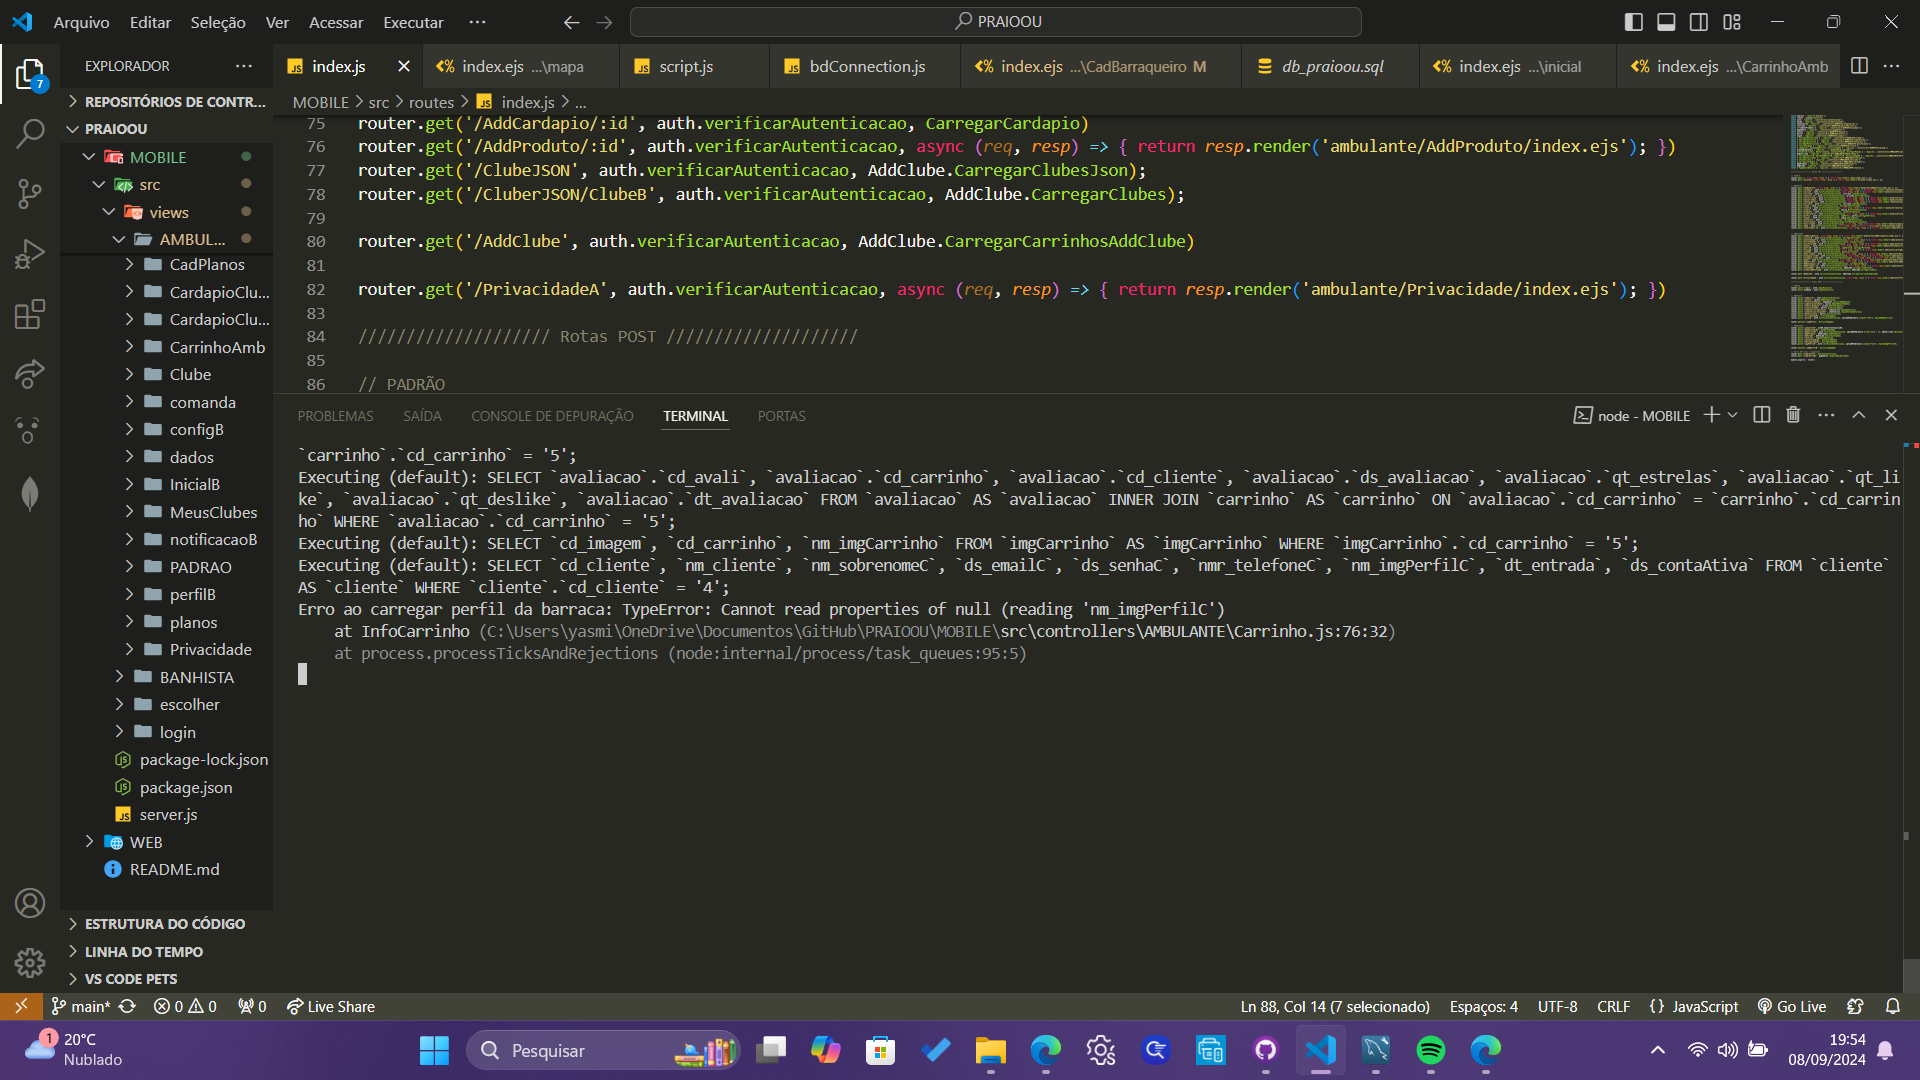 Arquivo Editar Seleção Ver Acessar Executar ··· PRAIOOU
EXPLORADOR ···
index.js
index.ejs ...\mapa
script.js
bdConnection.js
index.ejs ...\CadBarraqueiro M
db_praioou.sql
index.ejs ...\inicial
index.ejs ...\CarrinhoAmb
MOBILE > src > routes > index.js > ...
7
REPOSITÓRIOS DE CONTR...
PRAIOOU
MOBILE
src
views
AMBUL...
CadPlanos
CardapioClu...
CardapioClu...
CarrinhoAmb
Clube
comanda
configB
dados
InicialB
MeusClubes
notificacaoB
PADRAO
perfilB
planos
Privacidade
BANHISTA
escolher
login
package-lock.json
package.json
server.js
WEB
README.md
ESTRUTURA DO CÓDIGO
LINHA DO TEMPO
VS CODE PETS
75 router.get('/AddCardapio/:id', auth.verificarAutenticacao, CarregarCardapio)
76 router.get('/AddProduto/:id', auth.verificarAutenticacao, async (req, resp) => { return resp.render('ambulante/AddProduto/index.ejs'); })
77 router.get('/ClubeJSON', auth.verificarAutenticacao, AddClube.CarregarClubesJson);
78 router.get('/CluberJSON/ClubeB', auth.verificarAutenticacao, AddClube.CarregarClubes);
79
80 router.get('/AddClube', auth.verificarAutenticacao, AddClube.CarregarCarrinhosAddClube)
81
82 router.get('/PrivacidadeA', auth.verificarAutenticacao, async (req, resp) => { return resp.render('ambulante/Privacidade/index.ejs'); })
83
84 //////////////////// Rotas POST ////////////////////
85
86 // PADRÃO
PROBLEMAS SAÍDA CONSOLE DE DEPURAÇÃO TERMINAL PORTAS
node - MOBILE
`carrinho`.`cd_carrinho` = '5';
Executing (default): SELECT `avaliacao`.`cd_avali`, `avaliacao`.`cd_carrinho`, `avaliacao`.`cd_cliente`, `avaliacao`.`ds_avaliacao`, `avaliacao`.`qt_estrelas`, `avaliacao`.`qt_li
ke`, `avaliacao`.`qt_deslike`, `avaliacao`.`dt_avaliacao` FROM `avaliacao` AS `avaliacao` INNER JOIN `carrinho` AS `carrinho` ON `avaliacao`.`cd_carrinho` = `carrinho`.`cd_carrin
ho` WHERE `avaliacao`.`cd_carrinho` = '5';
Executing (default): SELECT `cd_imagem`, `cd_carrinho`, `nm_imgCarrinho` FROM `imgCarrinho` AS `imgCarrinho` WHERE `imgCarrinho`.`cd_carrinho` = '5';
Executing (default): SELECT `cd_cliente`, `nm_cliente`, `nm_sobrenomeC`, `ds_emailC`, `ds_senhaC`, `nmr_telefoneC`, `nm_imgPerfilC`, `dt_entrada`, `ds_contaAtiva` FROM `cliente`
AS `cliente` WHERE `cliente`.`cd_cliente` = '4';
Erro ao carregar perfil da barraca: TypeError: Cannot read properties of null (reading 'nm_imgPerfilC')
at InfoCarrinho (C:\Users\yasmi\OneDrive\Documentos\GitHub\PRAIOOU\MOBILE\src\controllers\AMBULANTE\Carrinho.js:76:32)
at process.processTicksAndRejections (node:internal/process/task_queues:95:5)
main* 0 0 0 Live Share
Ln 88, Col 14 (7 selecionado) Espaços: 4 UTF-8 CRLF {} JavaScript Go Live
1
20°C
Nublado
Pesquisar
19:54
08/09/2024